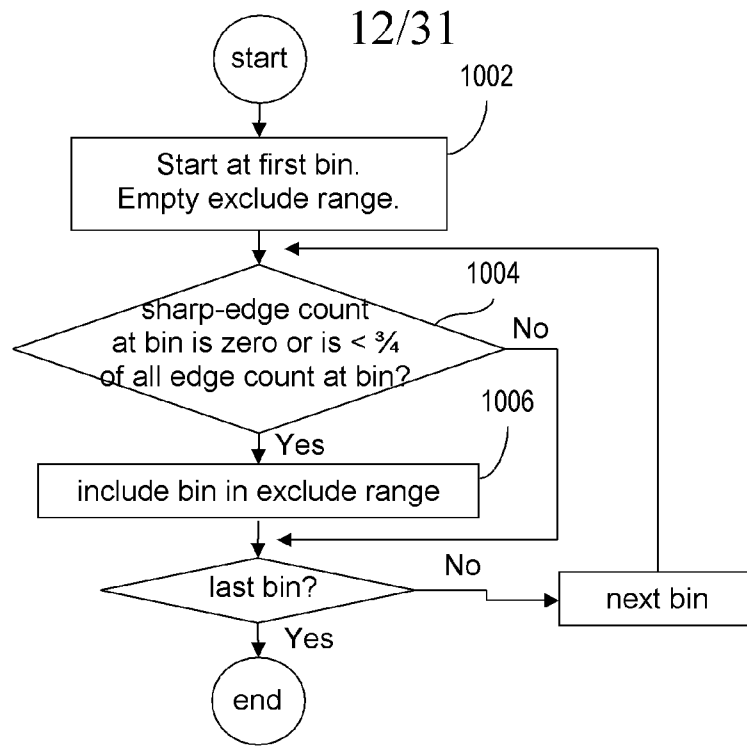 12/31
start
1002
Start at first bin.
Empty exclude range.
1004
sharp-edge count
at bin is zero or is < ¾
of all edge count at bin?
No
Yes
1006
include bin in exclude range
last bin?
No
next bin
Yes
end